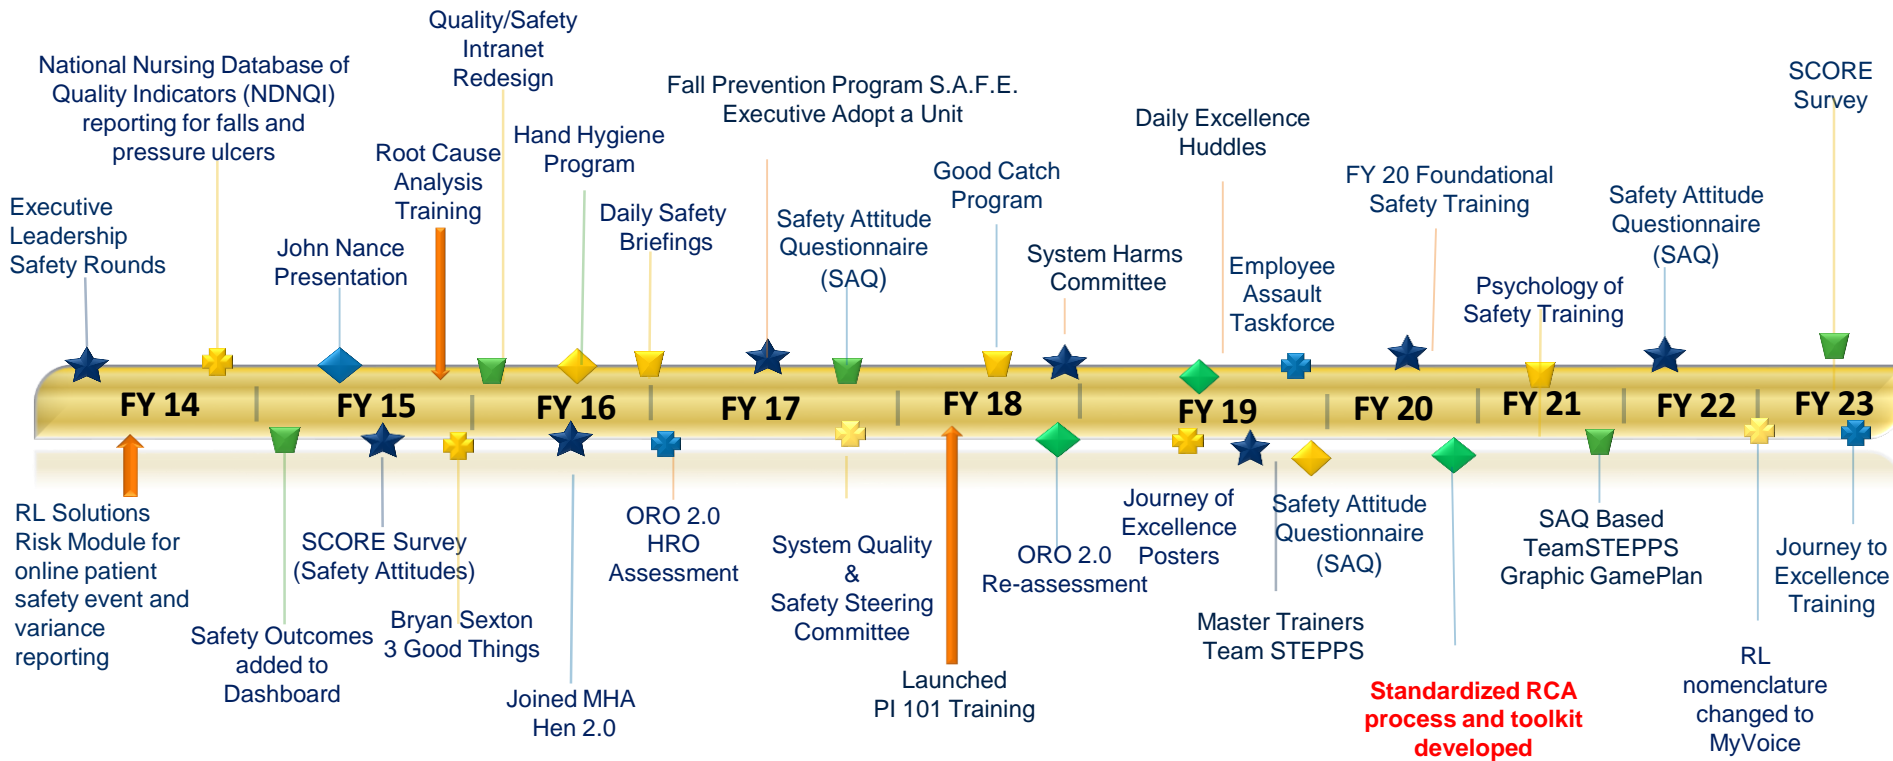 Quality/Safety
Intranet
Redesign
National Nursing Database of
Quality Indicators (NDNQI)
reporting for falls and
pressure ulcers
Fall Prevention Program S.A.F.E.
Executive Adopt a Unit
SCORE
Survey
Executive
Leadership
Safety Rounds
John Nance
Presentation
Root Cause
Analysis
Training
Hand Hygiene
Program
Daily Safety
Briefings
Safety Attitude
Questionnaire
(SAQ)
Good Catch
Program
System Harms
Committee
Daily Excellence
Huddles
Employee
Assault
Taskforce
FY 20 Foundational
Safety Training
Psychology of
Safety Training
Safety Attitude
Questionnaire
(SAQ)
FY 14
FY 15
FY 16
FY 17
FY 18
FY 19
FY 20
FY 21
FY 22
FY 23
RL Solutions
Risk Module for
online patient
safety event and
variance
reporting
Safety Outcomes
added to
Dashboard
SCORE Survey
(Safety Attitudes)
Bryan Sexton
3 Good Things
Joined MHA
Hen 2.0
ORO 2.0
HRO
Assessment
System Quality
&
Safety Steering
Committee
Launched
PI 101 Training
ORO 2.0
Re-assessment
Journey of
Excellence
Posters
Master Trainers
Team STEPPS
Safety Attitude
Questionnaire
(SAQ)
Standardized RCA
process and toolkit
developed
SAQ Based
TeamSTEPPS
Graphic GamePlan
RL
nomenclature
changed to
MyVoice
Journey to
Excellence
Training